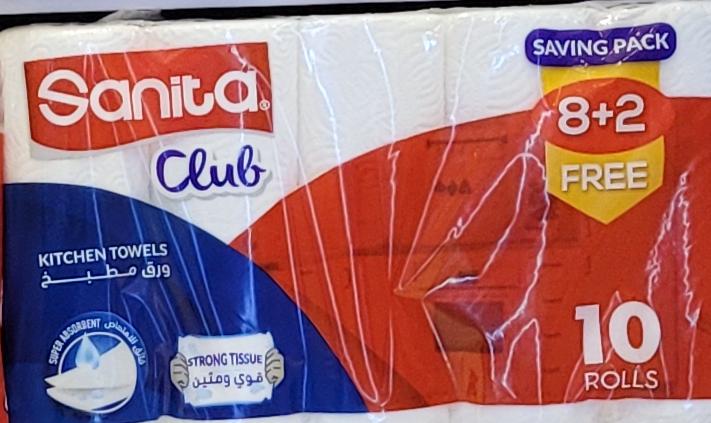 Sanita®
Club
SAVING PACK
8+2
FREE
KITCHEN TOWELS
ورق مطبخ
SUPER ABSORBENT فائق الامتصاص
STRONG TISSUE
قوي ومتين
10
ROLLS